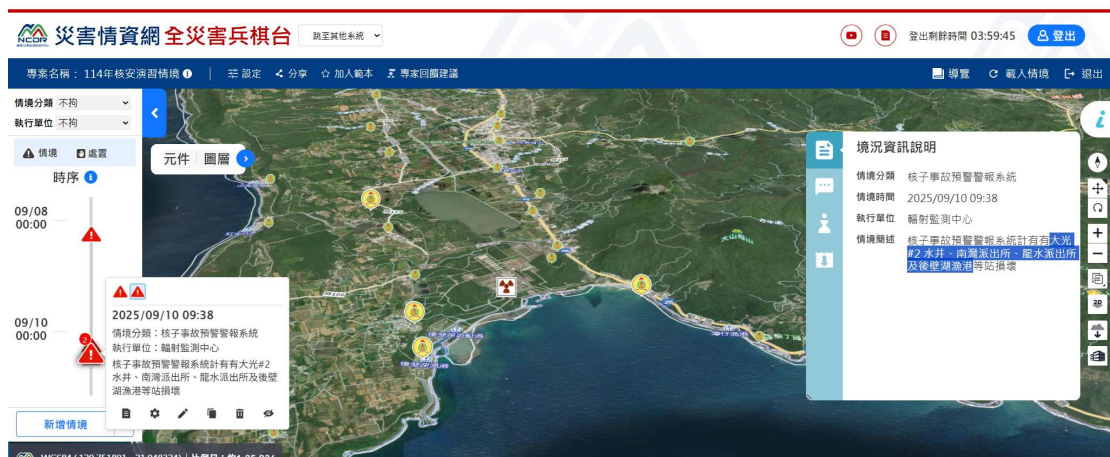 NCDR 災害情資網 全災害兵棋台 跳至其他系統
登出剩餘時間 03:59:45 登出
專案名稱： 114年核安演習情境 設定 分享 加入範本 專家回饋建議
導覽 載入情境 退出
情境分類 不拘
執行單位 不拘
情境 處置
時序
09/08
00:00
09/10
00:00
2
2025/09/10 09:38
情境分類：核子事故預警警報系統
執行單位：輻射監測中心
核子事故預警警報系統計有有大光#2
水井、南灣派出所、龍水派出所及後壁
湖漁港等站損壞
新增情境
元件 圖層
大山母山
境況資訊說明
情境分類 核子事故預警警報系統
情境時間 2025/09/10 09:38
執行單位 輻射監測中心
情境簡述 核子事故預警警報系統計有有大光
#2 水井、南灣派出所、龍水派出所
及後壁湖漁港等站損壞
2D